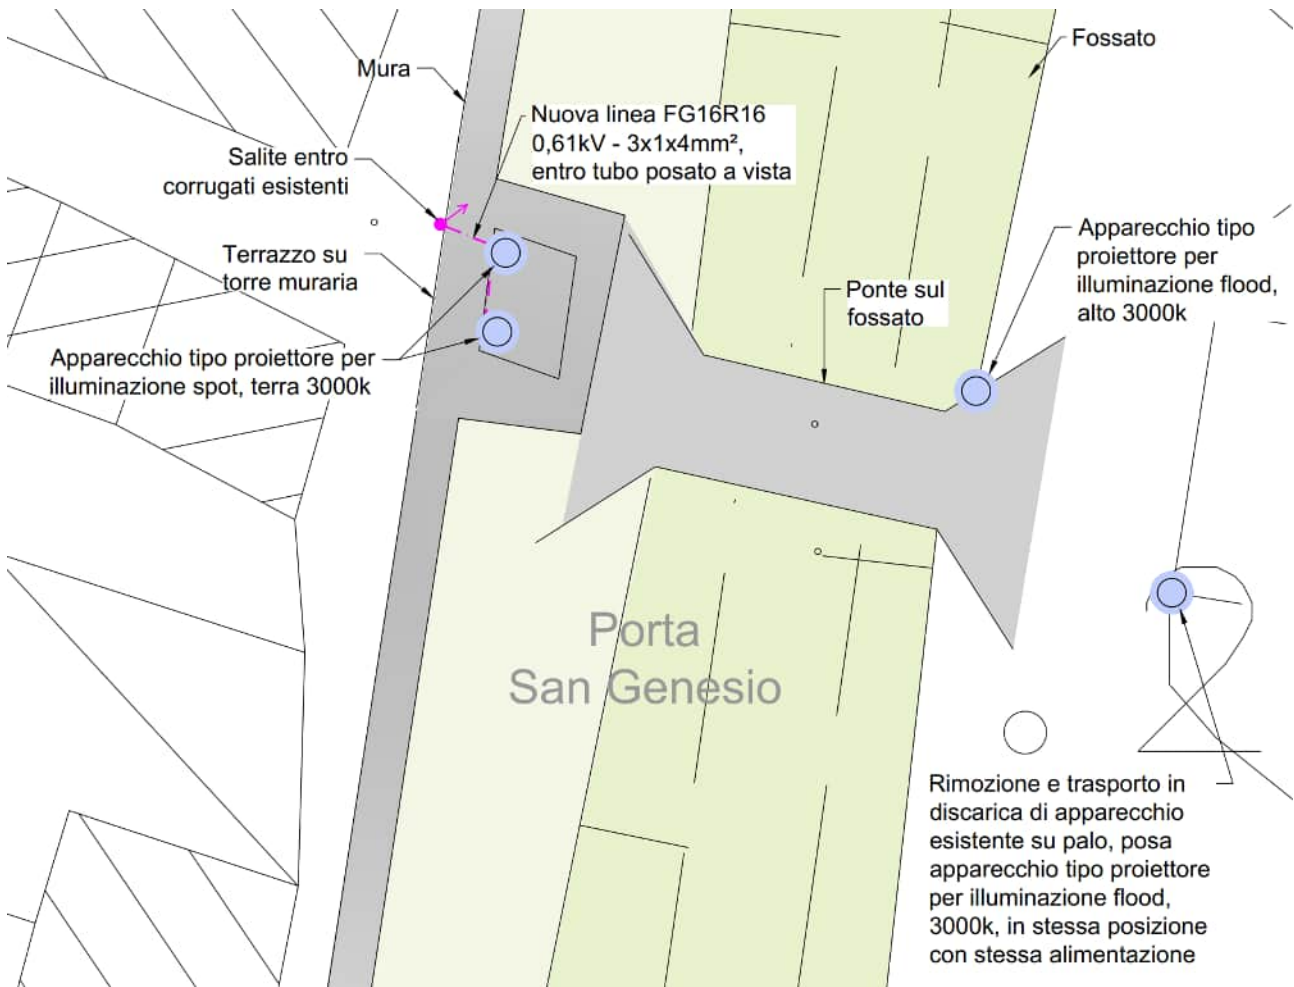 Fossato
Mura
Nuova linea FG16R16
0,61kV - 3x1x4mm²,
entro tubo posato a vista
Salite entro
corrugati esistenti
Terrazzo su
torre muraria
Apparecchio tipo
proiettore per
illuminazione flood,
alto 3000k
Ponte sul
fossato
Apparecchio tipo proiettore per
illuminazione spot, terra 3000k
Porta
San Genesio
Rimozione e trasporto in
discarica di apparecchio
esistente su palo, posa
apparecchio tipo proiettore
per illuminazione flood,
3000k, in stessa posizione
con stessa alimentazione